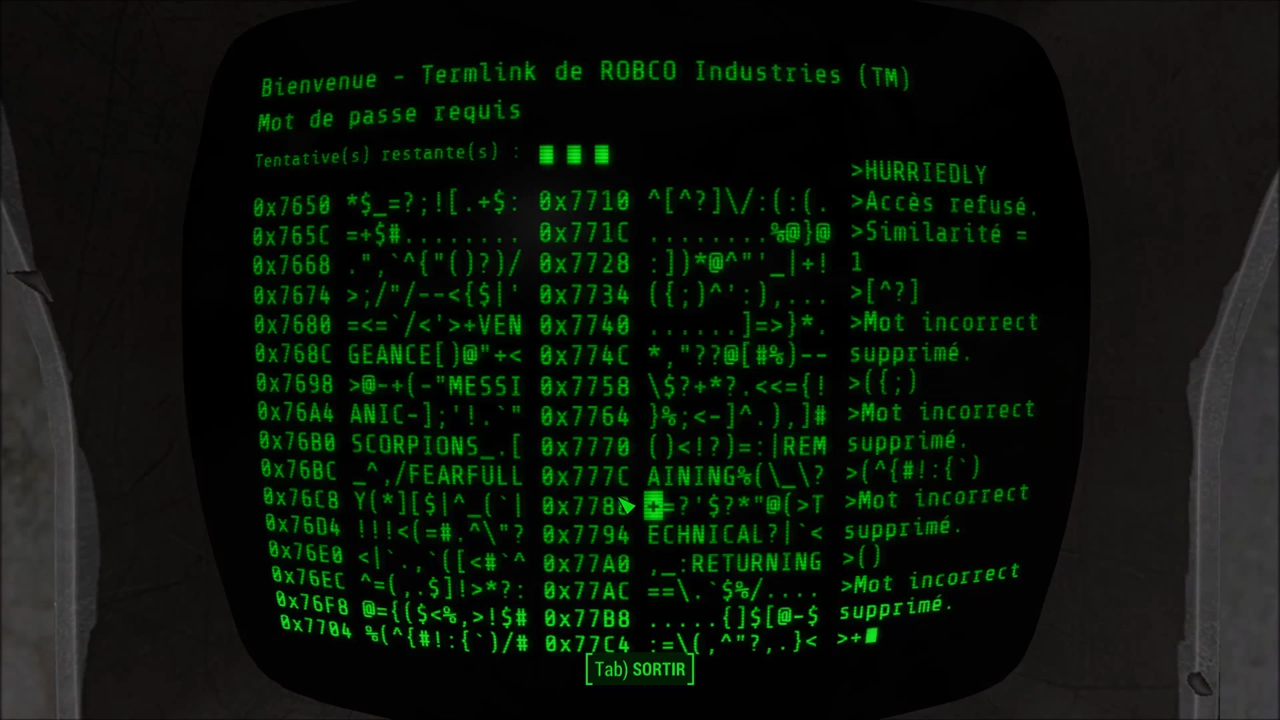 Bienvenue - Termlink de ROBCO Industries (TM)
Mot de passe requis
Tentative(s) restante(s) :
0x7650 *$_=?;![.+$:
0x765C =+$#........
0x7668 .",`^{"()?)/
0x7674 >;/"/--<{$|'
0x7680 =<=`/<'>+VEN
0x768C GEANCE[)@"+<
0x7698 >@-+(-"MESSI
0x76A4 ANIC-];'!.`"
0x76B0 SCORPIONS_.[
0x76BC _^,/FEARFULL
0x76C8 Y(*][$|^_(`|
0x76D4 !!!<(=#.^\"?
0x76E0 <|`.,`([<#`^
0x76EC ^=(,.$]!>*?:
0x76F8 @={($<%,>!$#
0x7704 %(^{#!:{`)/#
0x7710 ^[^?]\/:(:(.
0x771C ........%@}@
0x7728 :])*@^"'_|+!
0x7734 ({;)^':),...
0x7740 ......]=>}*.
0x774C *,"??@[#%)--
0x7758 \$?+*?.<<={!
0x7764 }%;<-]^.),]#
0x7770 ()<!?)=:|REM
0x777C AINING%(\_\?
0x7788 +=?'$?*"@(>T
0x7794 ECHNICAL?|`<
0x77A0 ,_:RETURNING
0x77AC ==\.`$%/....
0x77B8 .....{]$[@-$
0x77C4 :=\(,^"?,.}<
>HURRIEDLY
>Accès refusé.
>Similarité =
1
>[^?]
>Mot incorrect
supprimé.
>({;)
>Mot incorrect
supprimé.
>(^{#!:{`)
>Mot incorrect
supprimé.
>()
>Mot incorrect
supprimé.
>+
Tab) SORTIR